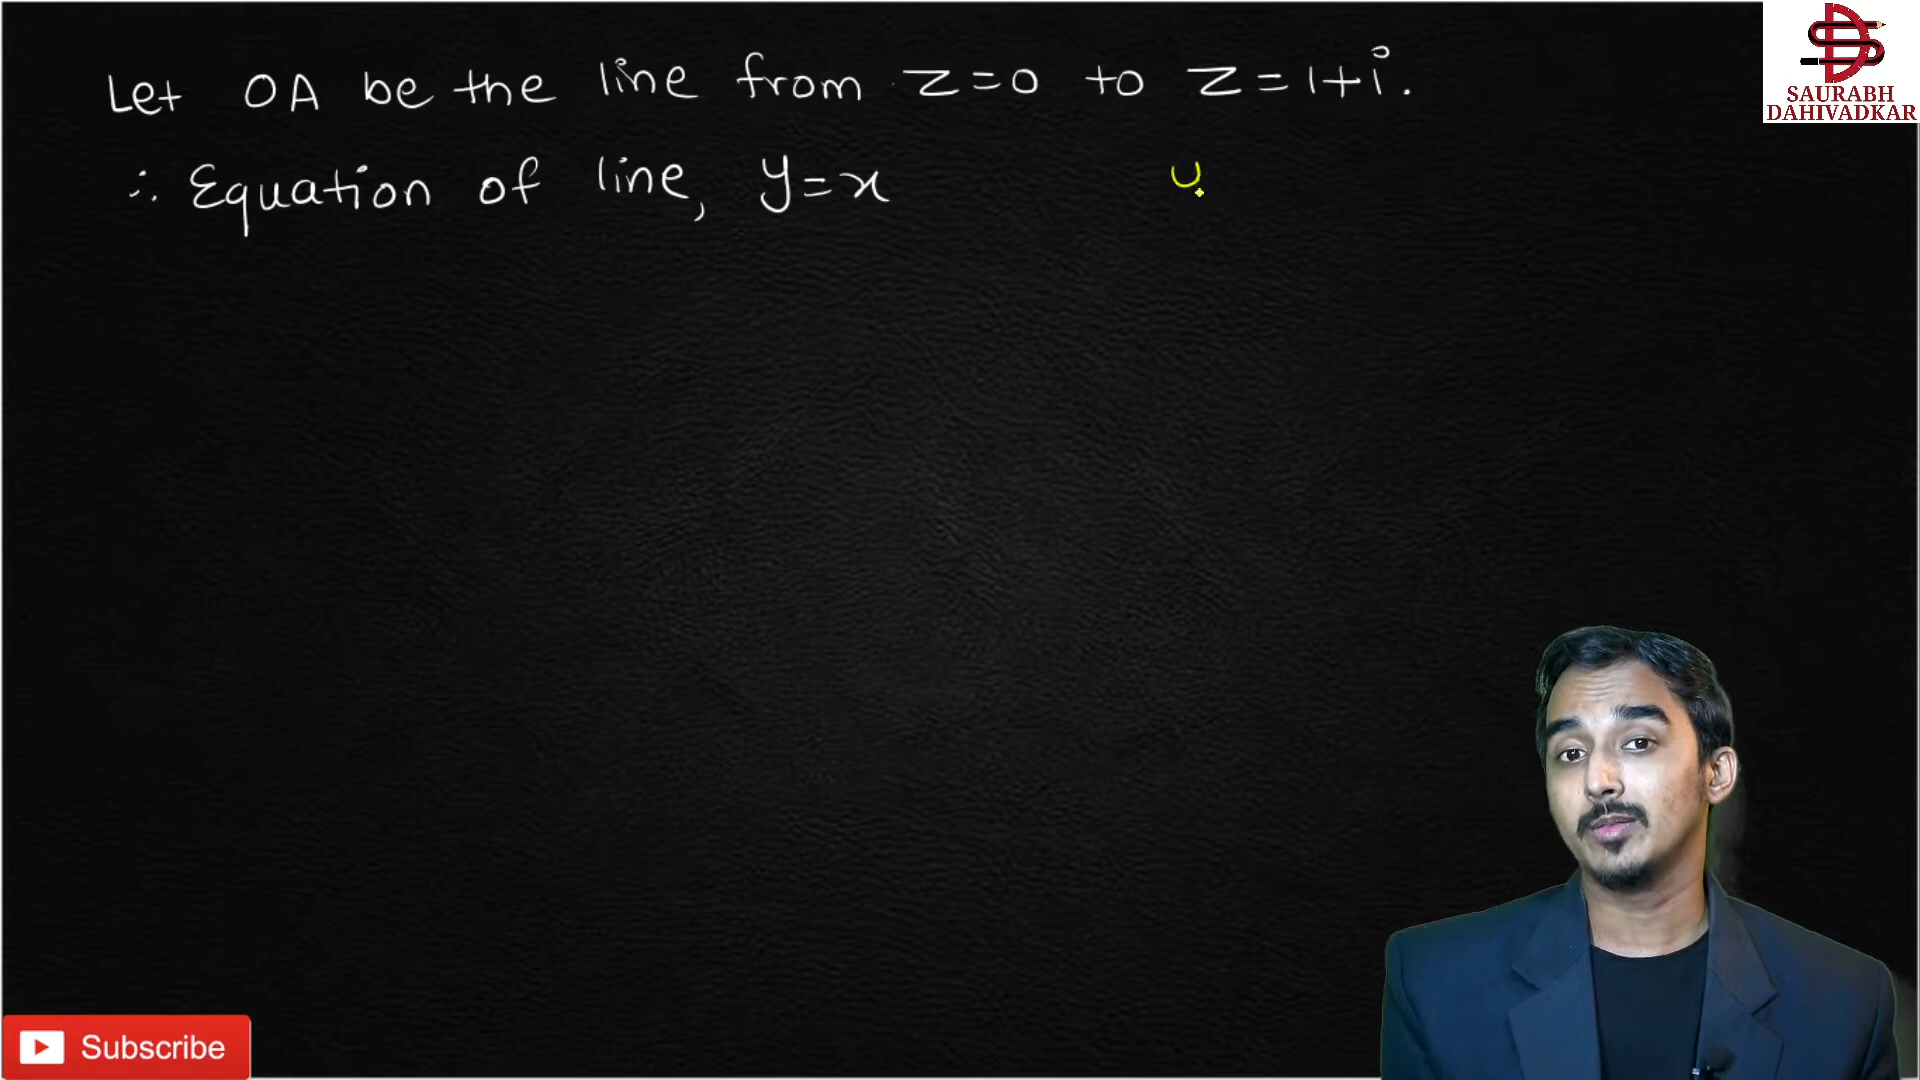 Let OA be the line from z=0 to z=1+i.
∴ Equation of line, y=x
SAURABH
DAHIVADKAR
Subscribe